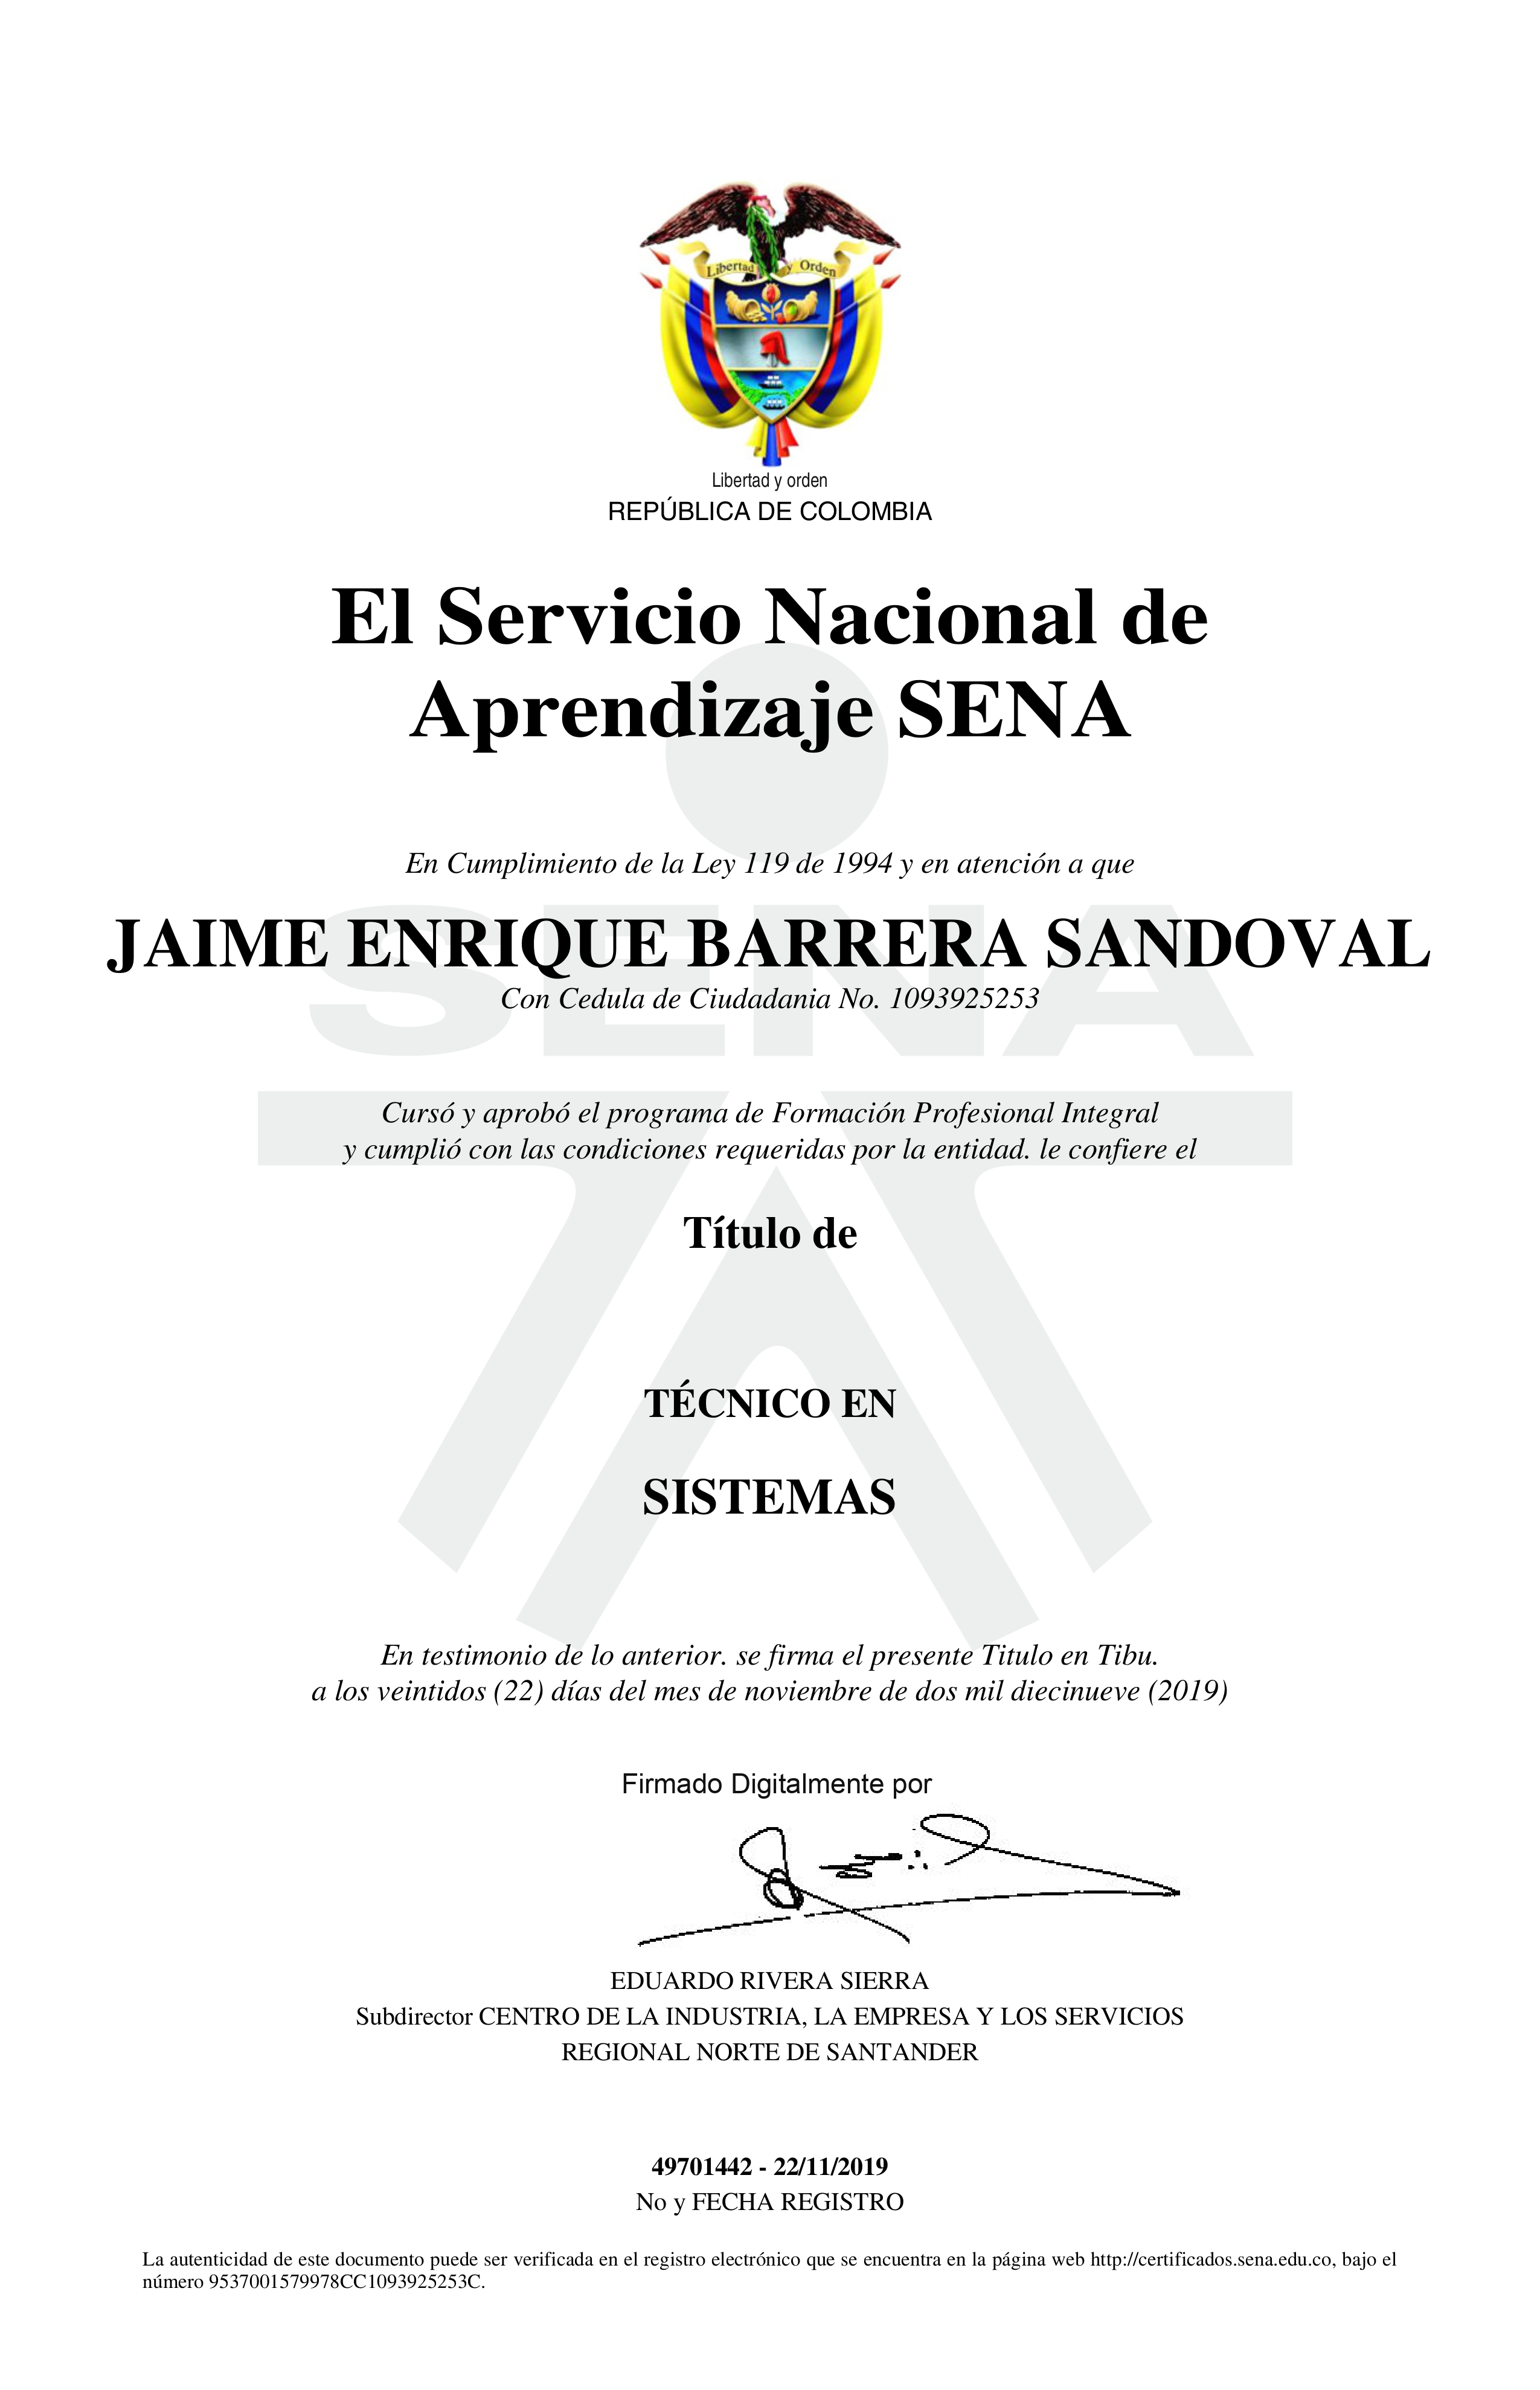 Libertad y Orden
Libertad y orden
REPÚBLICA DE COLOMBIA
El Servicio Nacional de
Aprendizaje SENA
En Cumplimiento de la Ley 119 de 1994 y en atención a que
SENA
JAIME ENRIQUE BARRERA SANDOVAL
Con Cedula de Ciudadania No. 1093925253
Cursó y aprobó el programa de Formación Profesional Integral
y cumplió con las condiciones requeridas por la entidad. le confiere el
Título de
TÉCNICO EN
SISTEMAS
En testimonio de lo anterior. se firma el presente Titulo en Tibu.
a los veintidos (22) días del mes de noviembre de dos mil diecinueve (2019)
Firmado Digitalmente por
EDUARDO RIVERA SIERRA
Subdirector CENTRO DE LA INDUSTRIA, LA EMPRESA Y LOS SERVICIOS
REGIONAL NORTE DE SANTANDER
49701442 - 22/11/2019
No y FECHA REGISTRO
La autenticidad de este documento puede ser verificada en el registro electrónico que se encuentra en la página web http://certificados.sena.edu.co, bajo el
número 9537001579978CC1093925253C.